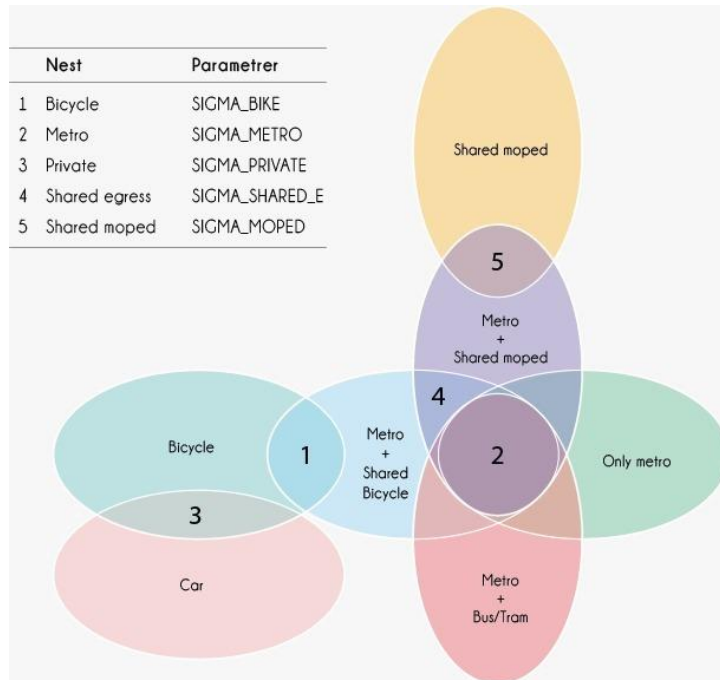 Nest Parametrer
1 Bicycle SIGMA_BIKE
2 Metro SIGMA_METRO
3 Private SIGMA_PRIVATE
4 Shared egress SIGMA_SHARED_E
5 Shared moped SIGMA_MOPED
Shared moped
5
Metro
+
Shared moped
4
Bicycle
1
Metro
+
Shared
Bicycle
2
Only metro
3
Car
Metro
+
Bus/Tram